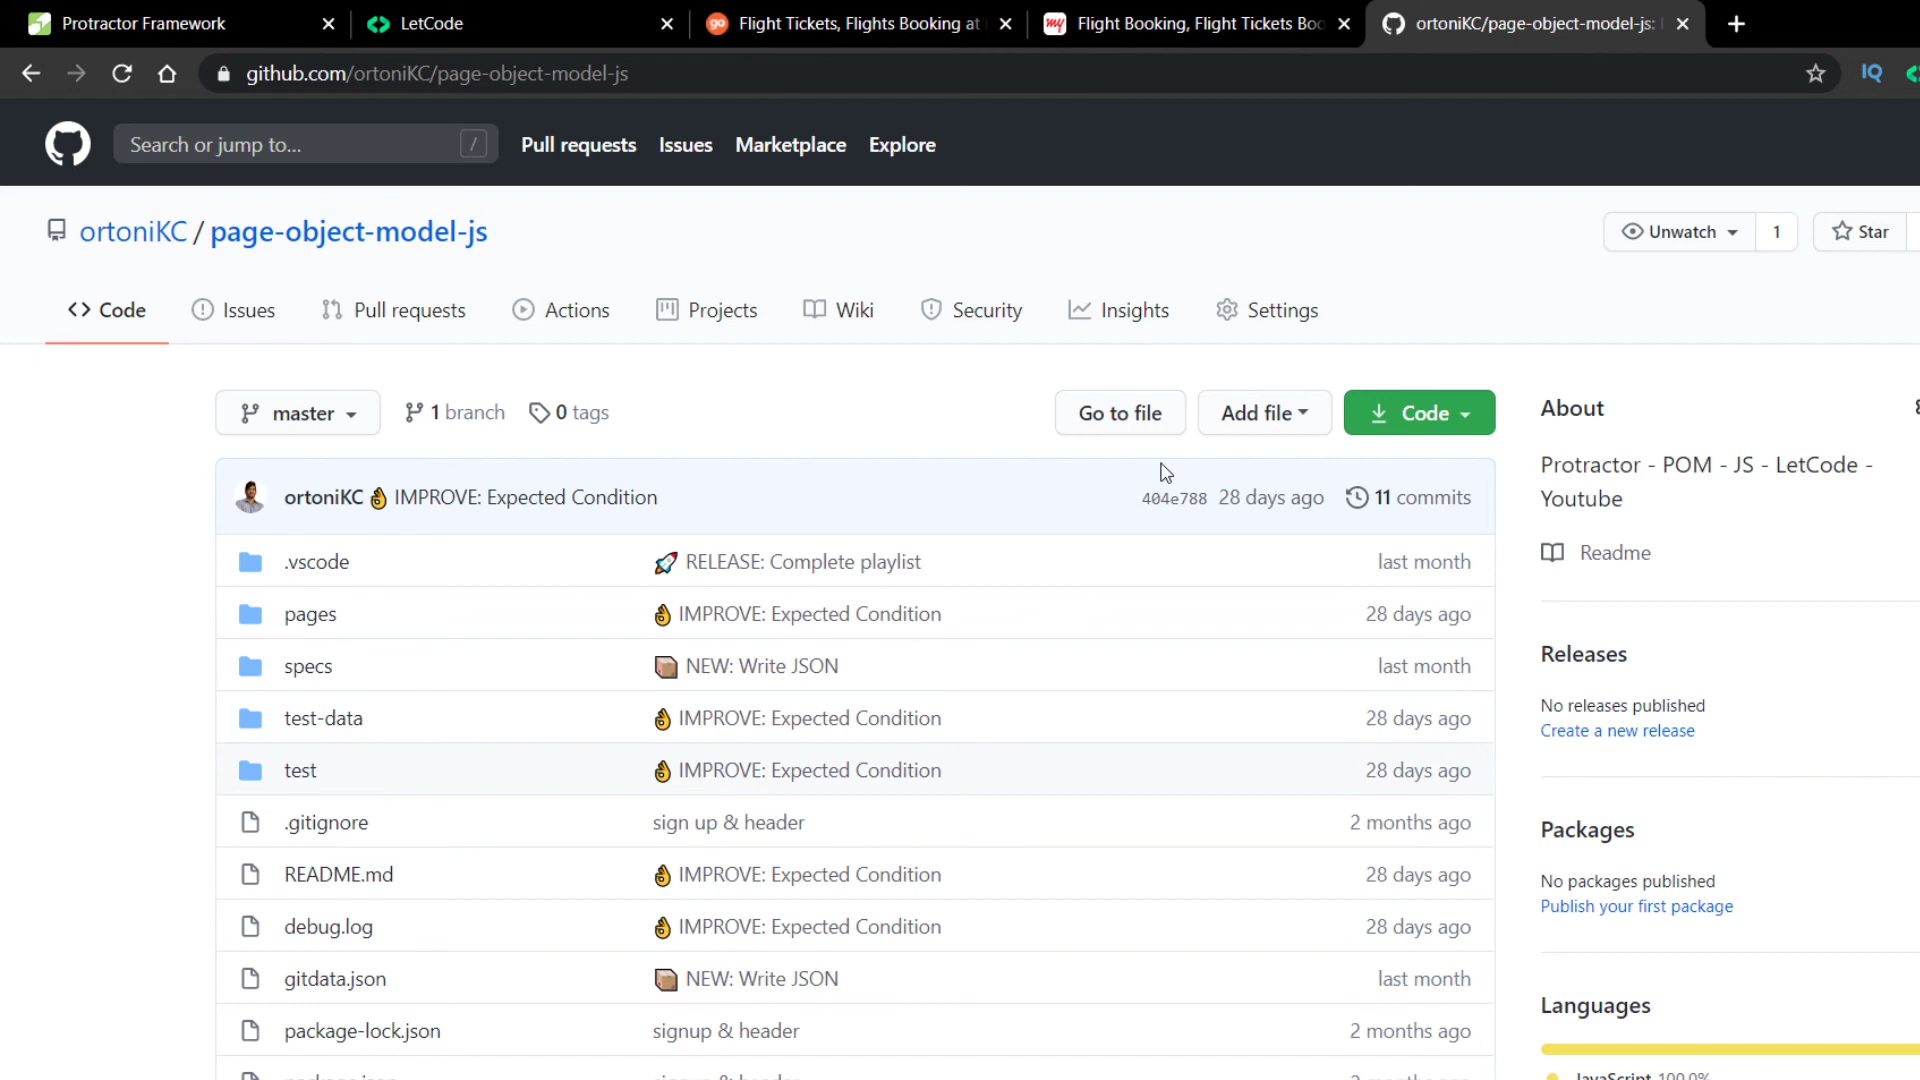 Protractor Framework
LetCode
Flight Tickets, Flights Booking at
Flight Booking, Flight Tickets Boo
ortoniKC/page-object-model-js:
github.com/ortoniKC/page-object-model-js
IQ
Search or jump to...
/
Pull requests
Issues
Marketplace
Explore
ortoniKC / page-object-model-js
Unwatch
1
Star
Code
Issues
Pull requests
Actions
Projects
Wiki
Security
Insights
Settings
master
1 branch
0 tags
Go to file
Add file
Code
ortoniKC 👌 IMPROVE: Expected Condition
404e788 28 days ago
11 commits
.vscode
🚀 RELEASE: Complete playlist
last month
pages
👌 IMPROVE: Expected Condition
28 days ago
specs
📦 NEW: Write JSON
last month
test-data
👌 IMPROVE: Expected Condition
28 days ago
test
👌 IMPROVE: Expected Condition
28 days ago
.gitignore
sign up & header
2 months ago
README.md
👌 IMPROVE: Expected Condition
28 days ago
debug.log
👌 IMPROVE: Expected Condition
28 days ago
gitdata.json
📦 NEW: Write JSON
last month
package-lock.json
signup & header
2 months ago
About
Protractor - POM - JS - LetCode -
Youtube
Readme
Releases
No releases published
Create a new release
Packages
No packages published
Publish your first package
Languages
JavaScript 100.0%